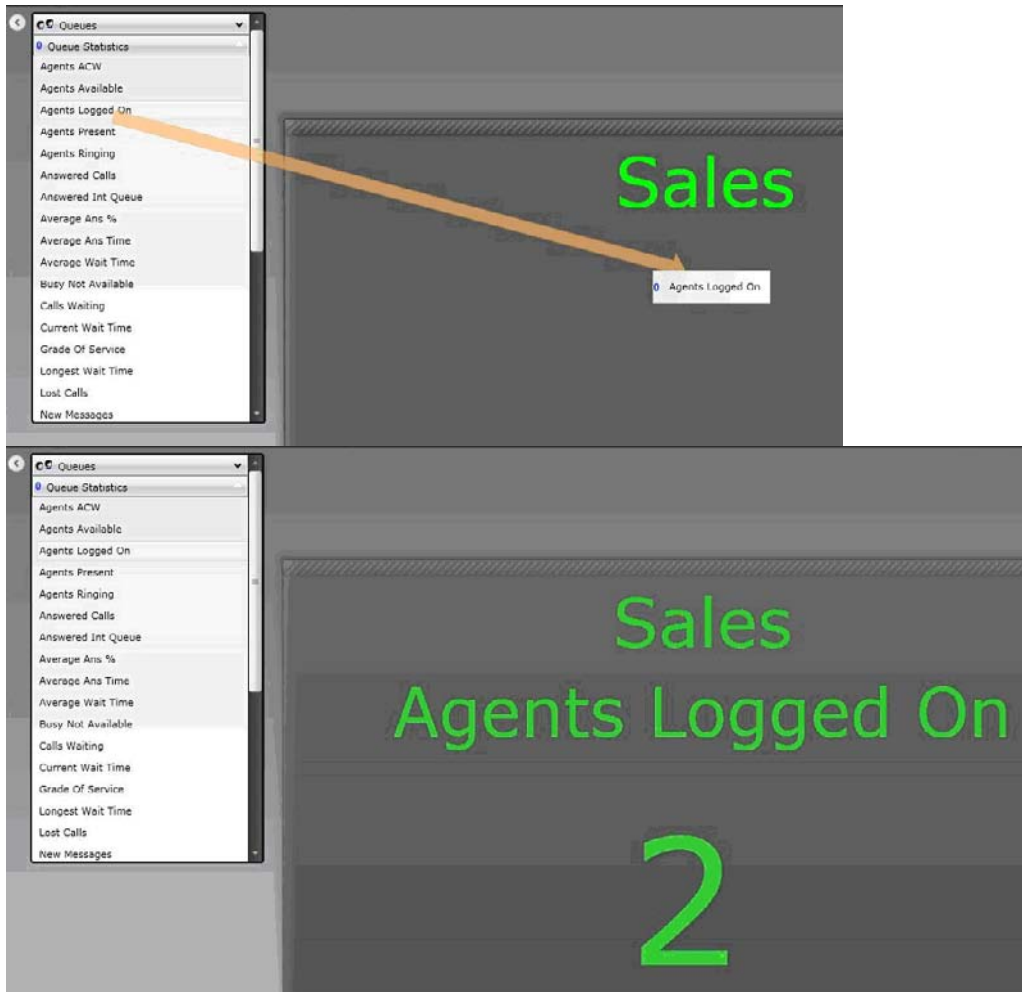 Queues
0 Queue Statistics
Agents ACW
Agents Available
Agents Logged On
Agents Present
Agents Ringing
Answered Calls
Answered Int Queue
Average Ans %
Average Ans Time
Average Wait Time
Busy Not Available
Calls Waiting
Current Wait Time
Grade Of Service
Longest Wait Time
Lost Calls
New Messages
Sales
0 Agents Logged On
Queues
0 Queue Statistics
Agents ACW
Agents Available
Agents Logged On
Agents Present
Agents Ringing
Answered Calls
Answered Int Queue
Average Ans %
Average Ans Time
Average Wait Time
Busy Not Available
Calls Waiting
Current Wait Time
Grade Of Service
Longest Wait Time
Lost Calls
New Messages
Sales
Agents Logged On
2